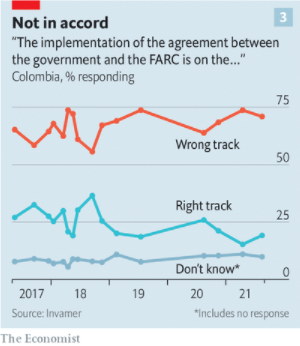 Not in accord
3
"The implementation of the agreement between
the government and the FARC is on the..."
Colombia, % responding
75
Wrong track
50
Right track
25
Don't know*
0
2017 18 19 20 21
Source: Invamer *Includes no response
The Economist